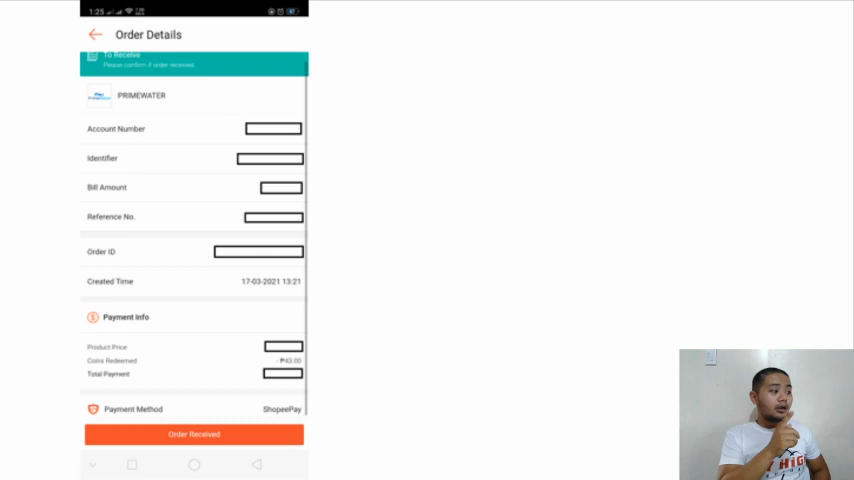 1:25
Order Details
To Receive
Please confirm if order received
PRIMEWATER
Account Number
Identifier
Bill Amount
Reference No.
Order ID
Created Time 17-03-2021 13:21
Payment Info
Product Price
Coins Redeemed - ₱43.00
Total Payment
Payment Method ShopeePay
Order Received